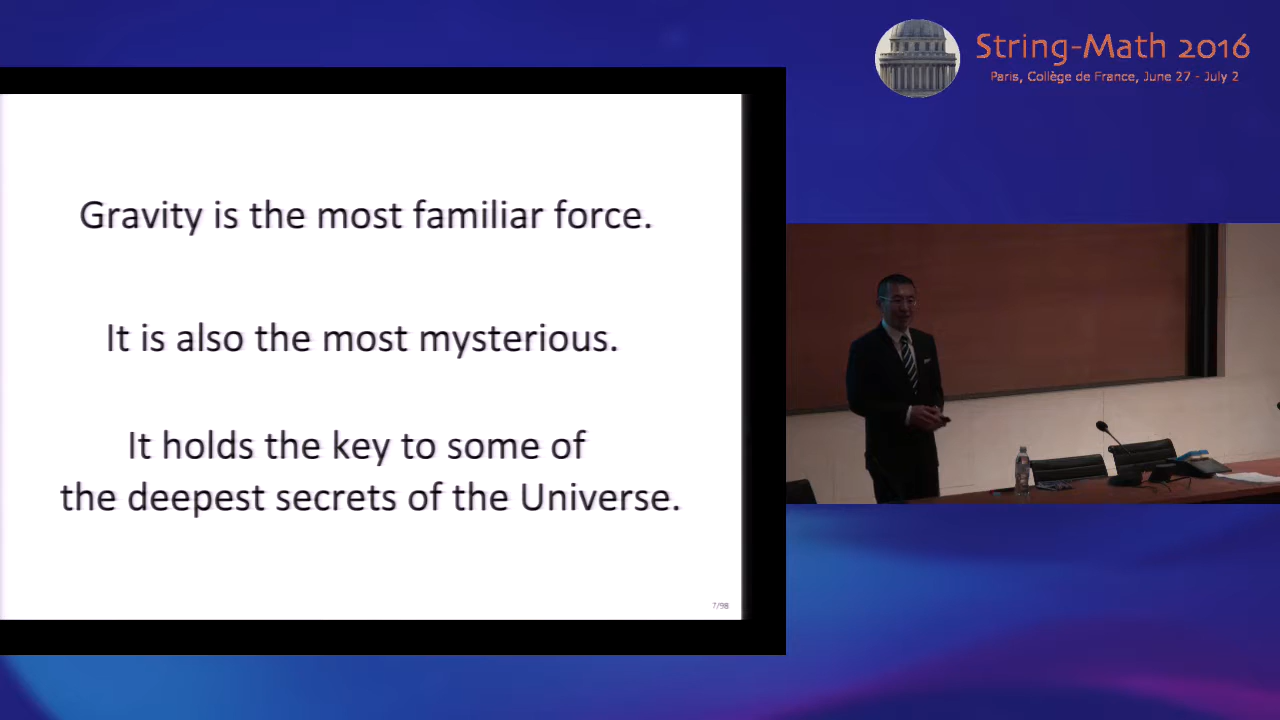 String-Math 2016
Paris, Collège de France, June 27 - July 2
Gravity is the most familiar force.
It is also the most mysterious.
It holds the key to some of
the deepest secrets of the Universe.
7/98